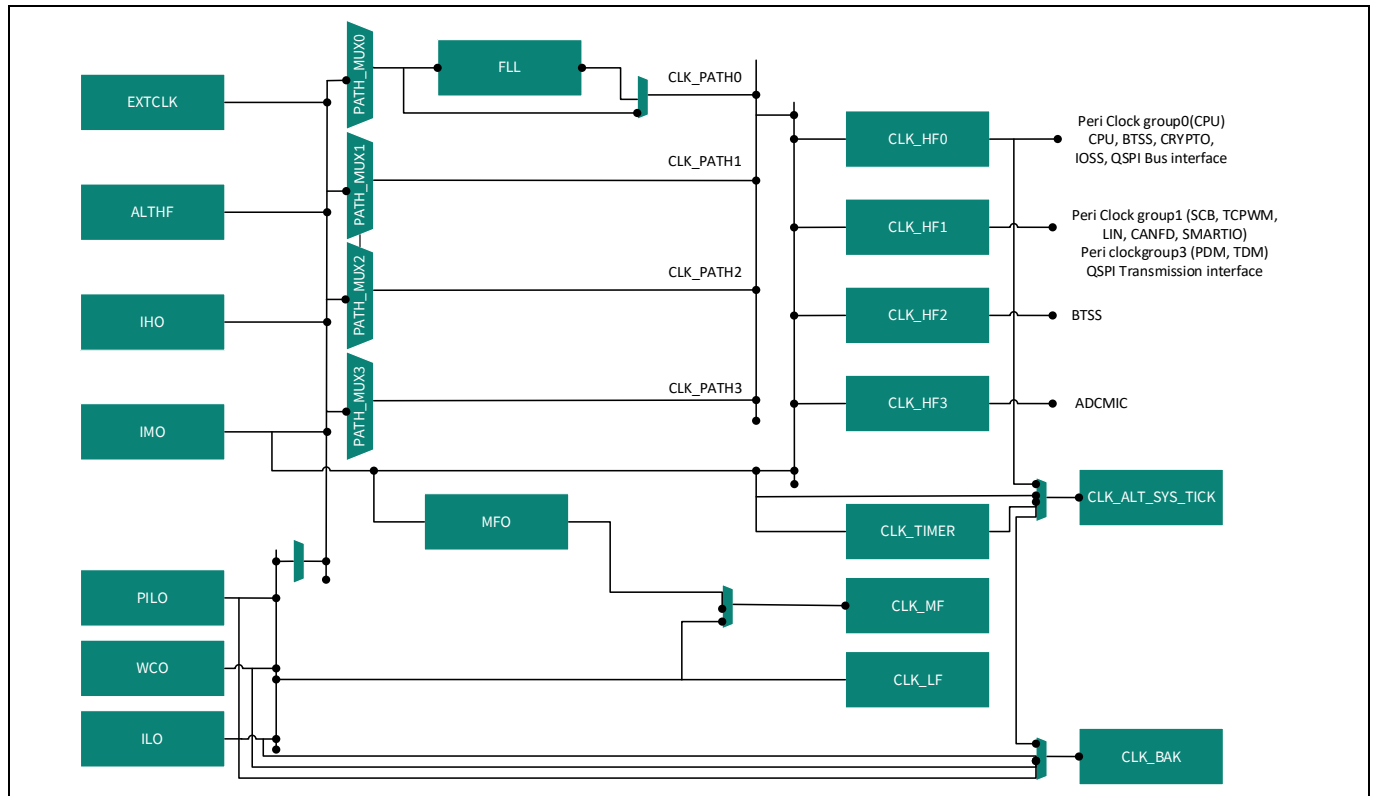 EXTCLK
ALTHF
IHO
IMO
PILO
WCO
ILO
PATH_MUX0
PATH_MUX1
PATH_MUX2
PATH_MUX3
FLL
MFO
CLK_PATH0
CLK_PATH1
CLK_PATH2
CLK_PATH3
CLK_HF0
CLK_HF1
CLK_HF2
CLK_HF3
CLK_TIMER
CLK_MF
CLK_LF
Peri Clock group0(CPU)
CPU, BTSS, CRYPTO,
IOSS, QSPI Bus interface
Peri Clock group1 (SCB, TCPWM,
LIN, CANFD, SMARTIO)
Peri clockgroup3 (PDM, TDM)
QSPI Transmission interface
BTSS
ADCMIC
CLK_ALT_SYS_TICK
CLK_BAK